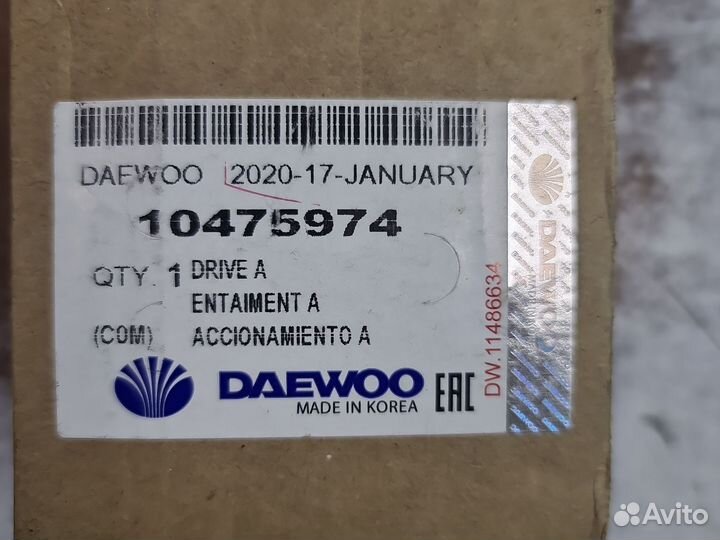 DAEWOO 2020-17-JANUARY
10475974
QTY. 1 DRIVE A
ENTAIMENT A
(COM) ACCIONAMIENTO A
DAEWOO
MADE IN KOREA
EAC
DW.11486634
DAEWOO
Avito